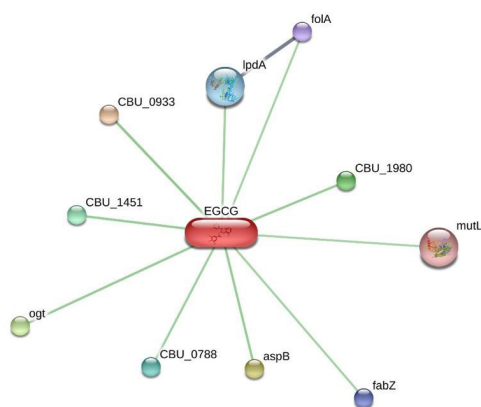 folA
lpdA
CBU_0933
CBU_1980
CBU_1451
EGCG
mutL
ogt
CBU_0788
aspB
fabZ